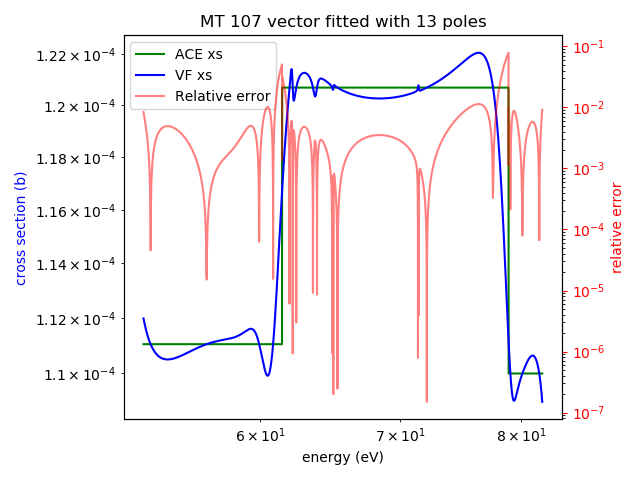 MT 107 vector fitted with 13 poles
ACE xs
VF xs
Relative error
1.22 × 10⁻⁴
1.2 × 10⁻⁴
1.18 × 10⁻⁴
1.16 × 10⁻⁴
1.14 × 10⁻⁴
1.12 × 10⁻⁴
1.1 × 10⁻⁴
cross section (b)
10⁻¹
10⁻²
10⁻³
10⁻⁴
10⁻⁵
10⁻⁶
10⁻⁷
relative error
6 × 10¹ 7 × 10¹ 8 × 10¹
energy (eV)